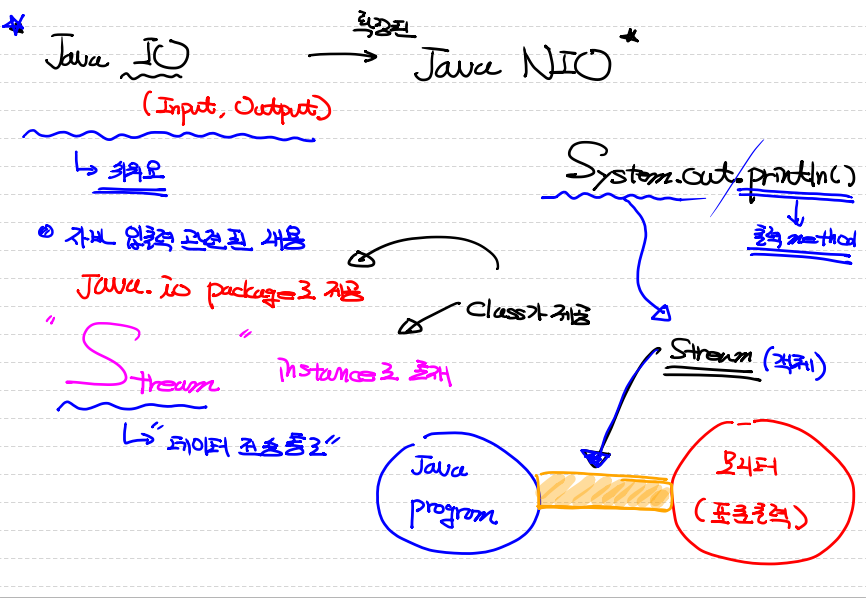 확장판
Java IO → Java NIO
(Input, Output)
System.out.println()
↳ 최우요
출력 method
자바 입출력 관련된 내용
Java.io package로 제공
Class가 제공
"Stream" instance로 존재
Stream (객체)
↳ "데이터 전송통로"
Java
program
모니터
(표준출력)